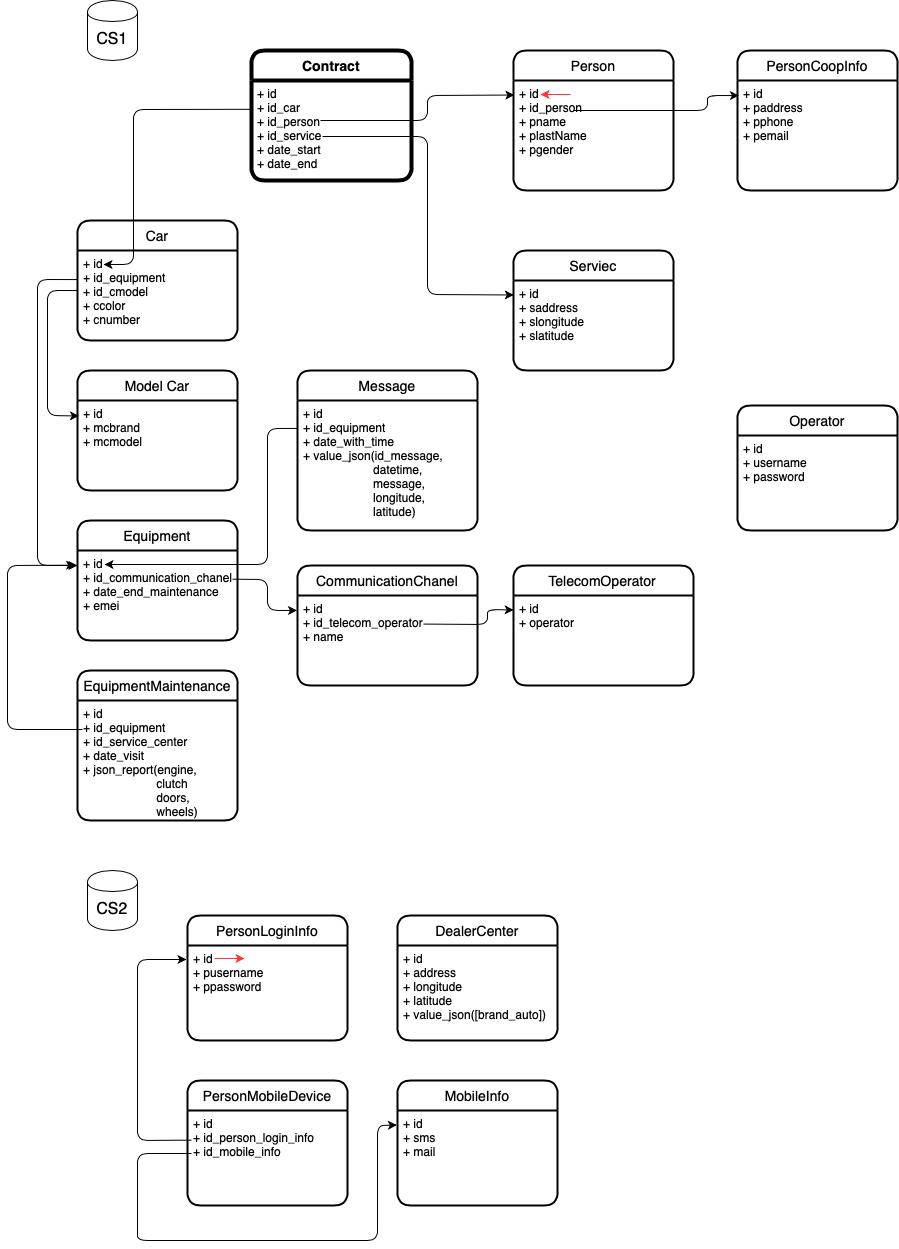 CS1
Contract
+ id
+ id_car
+ id_person
+ id_service
+ date_start
+ date_end
Person
+ id
+ id_person
+ pname
+ plastName
+ pgender
PersonCoopInfo
+ id
+ paddress
+ pphone
+ pemail
Car
+ id
+ id_equipment
+ id_cmodel
+ ccolor
+ cnumber
Serviec
+ id
+ saddress
+ slongitude
+ slatitude
Model Car
+ id
+ mcbrand
+ mcmodel
Message
+ id
+ id_equipment
+ date_with_time
+ value_json(id_message,
datetime,
message,
longitude,
latitude)
Operator
+ id
+ username
+ password
Equipment
+ id
+ id_communication_chanel
+ date_end_maintenance
+ emei
CommunicationChanel
+ id
+ id_telecom_operator
+ name
TelecomOperator
+ id
+ operator
EquipmentMaintenance
+ id
+ id_equipment
+ id_service_center
+ date_visit
+ json_report(engine,
clutch
doors,
wheels)
CS2
PersonLoginInfo
+ id
+ pusername
+ ppassword
DealerCenter
+ id
+ address
+ longitude
+ latitude
+ value_json([brand_auto])
PersonMobileDevice
+ id
+ id_person_login_info
+ id_mobile_info
MobileInfo
+ id
+ sms
+ mail